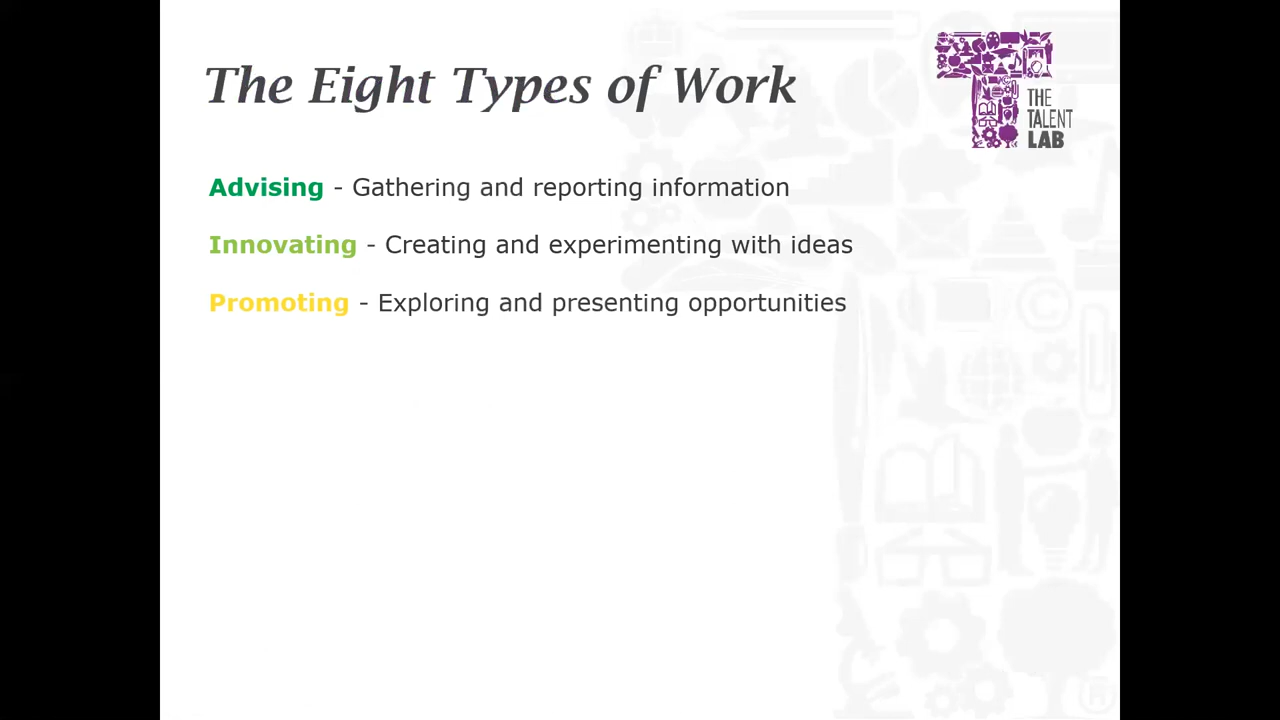 The Eight Types of Work
THE
TALENT
LAB
Advising - Gathering and reporting information
Innovating - Creating and experimenting with ideas
Promoting - Exploring and presenting opportunities